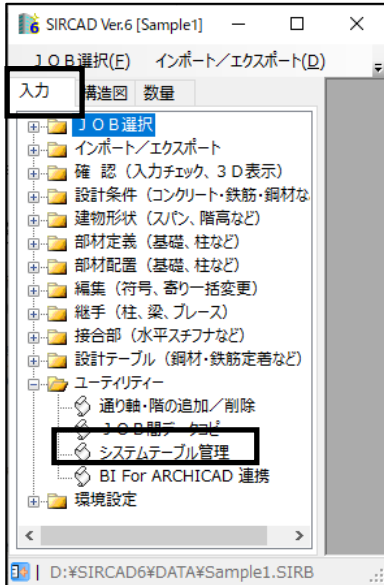 SIRCAD Ver.6 [Sample1]
ＪＯＢ選択(F) インポート／エクスポート(D)
入力 構造図 数量
ＪＯＢ選択
インポート／エクスポート
確 認（入力チェック、３Ｄ表示）
設計条件（コンクリート・鉄筋・鋼材な
建物形状（スパン、階高など）
部材定義（基礎、柱など）
部材配置（基礎、柱など）
編集（符号、寄り一括変更）
継手（柱、梁、ブレース）
接合部（水平スチフナなど）
設計テーブル（鋼材・鉄筋定着など）
ユーティリティー
通り軸・階の追加／削除
ＪＯＢ間データコピー
システムテーブル管理
BI For ARCHICAD 連携
環境設定
D:¥SIRCAD6¥DATA¥Sample1.SIRB